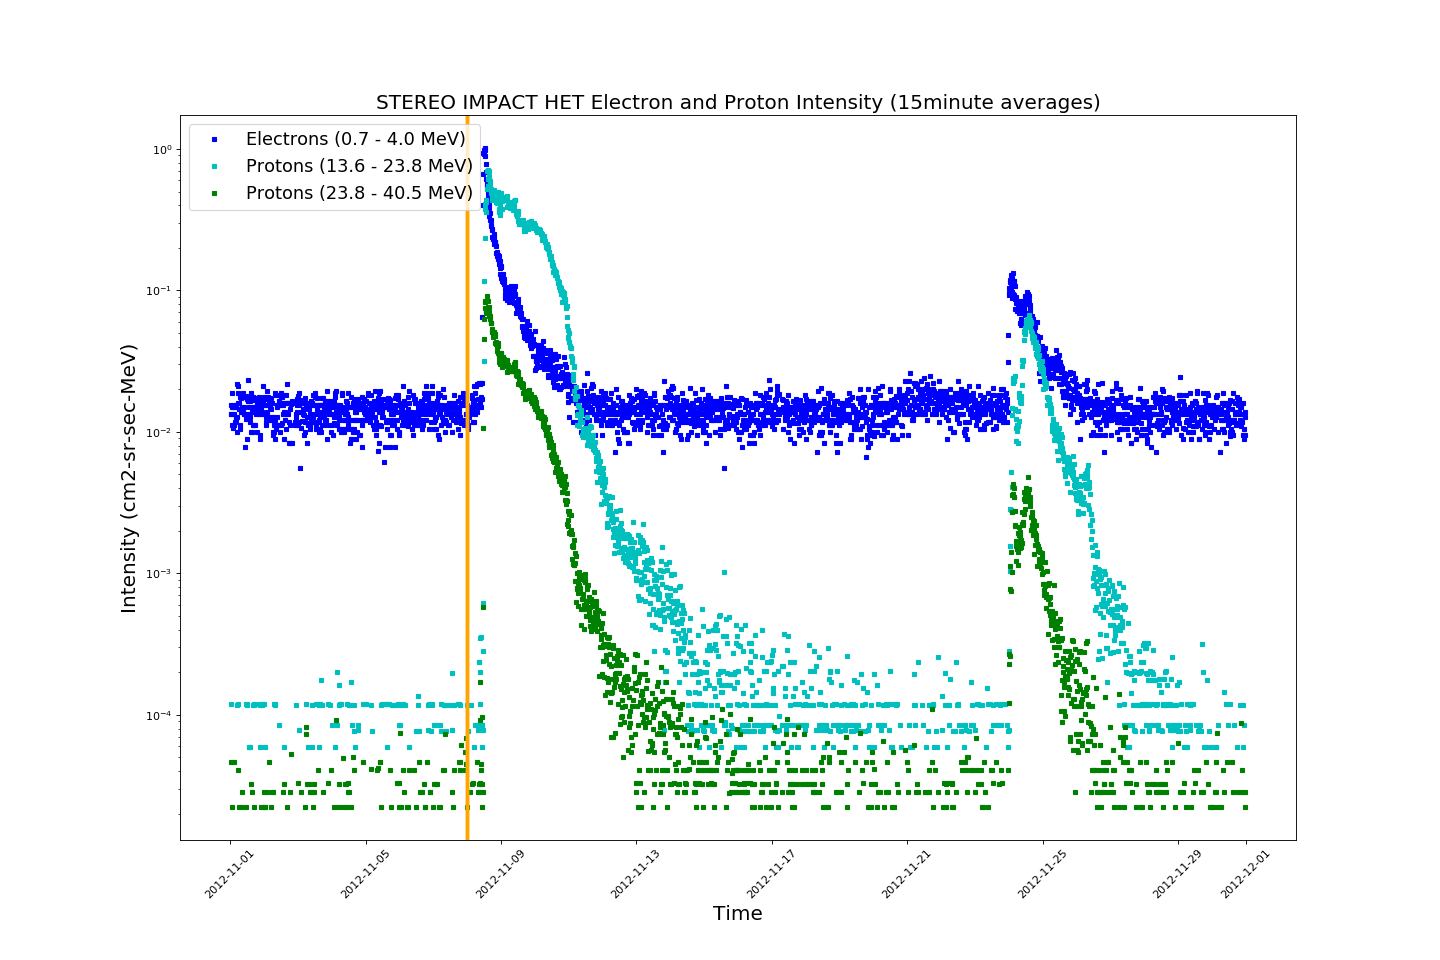 STEREO IMPACT HET Electron and Proton Intensity (15minute averages)
Electrons (0.7 - 4.0 MeV)
Protons (13.6 - 23.8 MeV)
Protons (23.8 - 40.5 MeV)
10⁰
10⁻¹
10⁻²
10⁻³
10⁻⁴
Intensity (cm2-sr-sec-MeV)
2012-11-01
2012-11-05
2012-11-09
2012-11-13
2012-11-17
2012-11-21
2012-11-25
2012-11-29
2012-12-01
Time